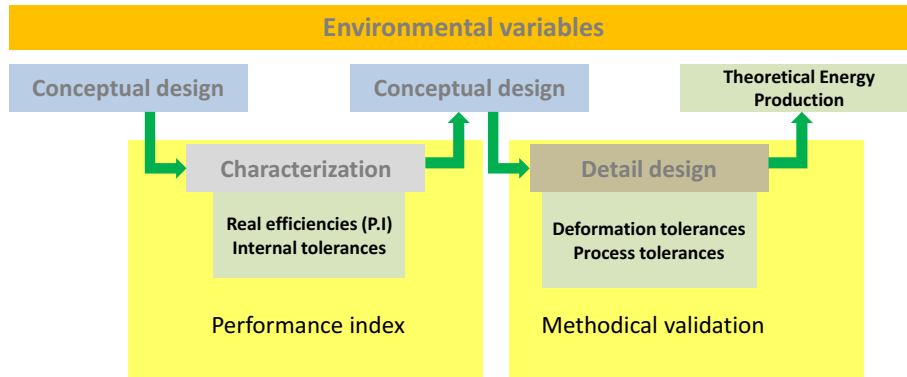 Environmental variables
Conceptual design
Conceptual design
Theoretical Energy
Production
Characterization
Detail design
Real efficiencies (P.I)
Internal tolerances
Deformation tolerances
Process tolerances
Performance index
Methodical validation